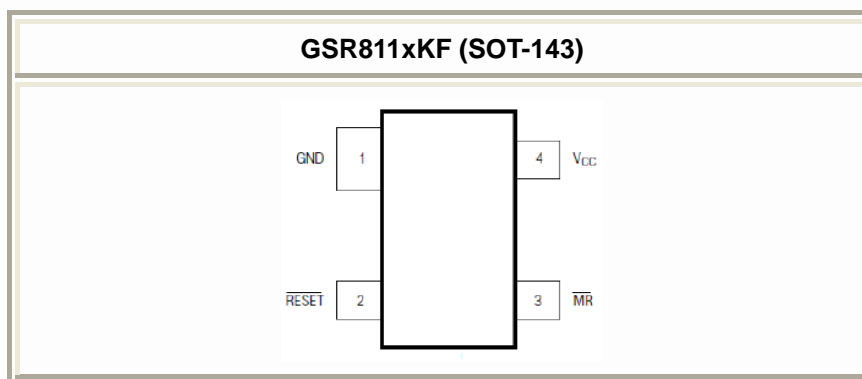 GSR811xKF (SOT-143)
GND 1 4 VCC
RESET 2 3 MR